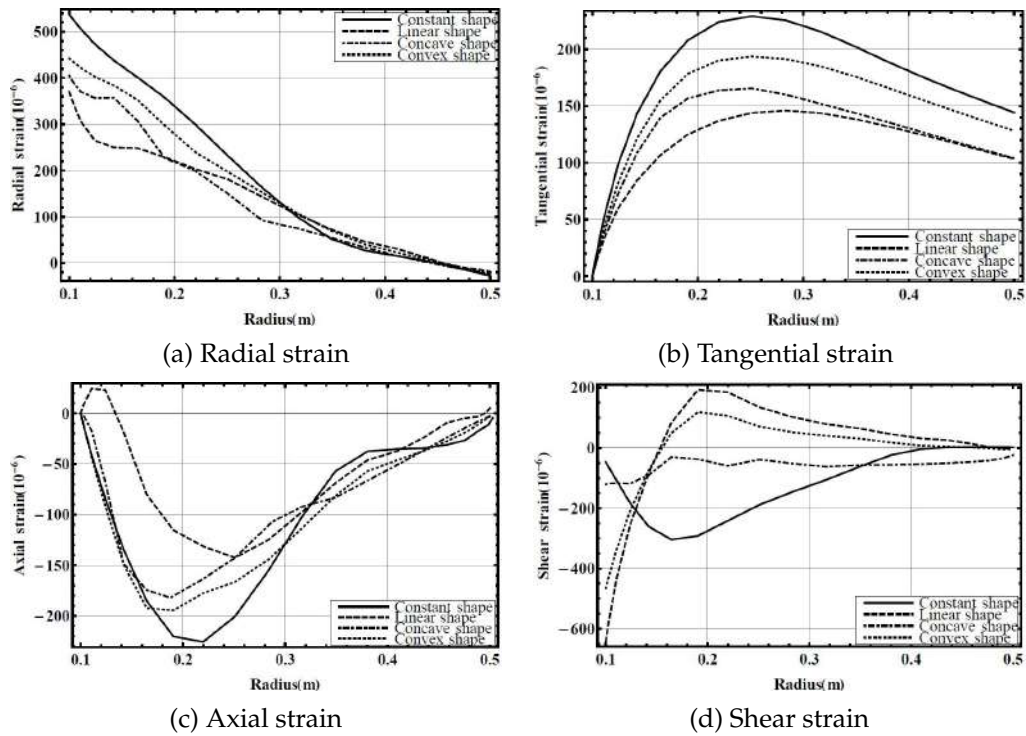 500
400
300
200
100
0
Radial strain(10⁻⁶)
Constant shape
Linear shape
Concave shape
Convex shape
0.1 0.2 0.3 0.4 0.5
Radius(m)
(a) Radial strain
200
150
100
50
0
Tangential strain(10⁻⁶)
Constant shape
Linear shape
Concave shape
Convex shape
0.1 0.2 0.3 0.4 0.5
Radius(m)
(b) Tangential strain
0
−50
−100
−150
−200
Axial strain(10⁻⁶)
Constant shape
Linear shape
Concave shape
Convex shape
0.1 0.2 0.3 0.4 0.5
Radius(m)
(c) Axial strain
200
0
−200
−400
−600
Shear strain(10⁻⁶)
Constant shape
Linear shape
Concave shape
Convex shape
0.1 0.2 0.3 0.4 0.5
Radius(m)
(d) Shear strain